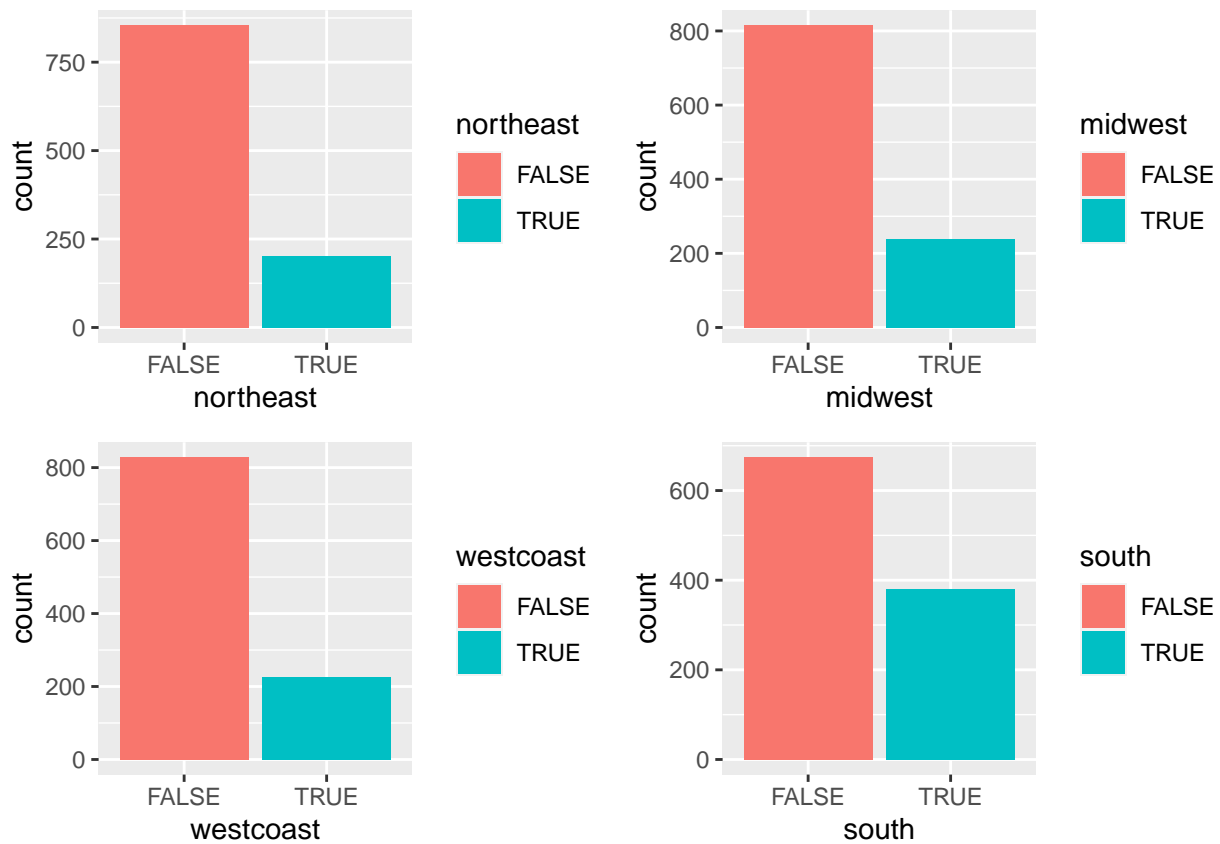 count
750
500
250
0
FALSE TRUE
northeast
northeast
FALSE
TRUE
count
800
600
400
200
0
FALSE TRUE
midwest
midwest
FALSE
TRUE
count
800
600
400
200
0
FALSE TRUE
westcoast
westcoast
FALSE
TRUE
count
600
400
200
0
FALSE TRUE
south
south
FALSE
TRUE